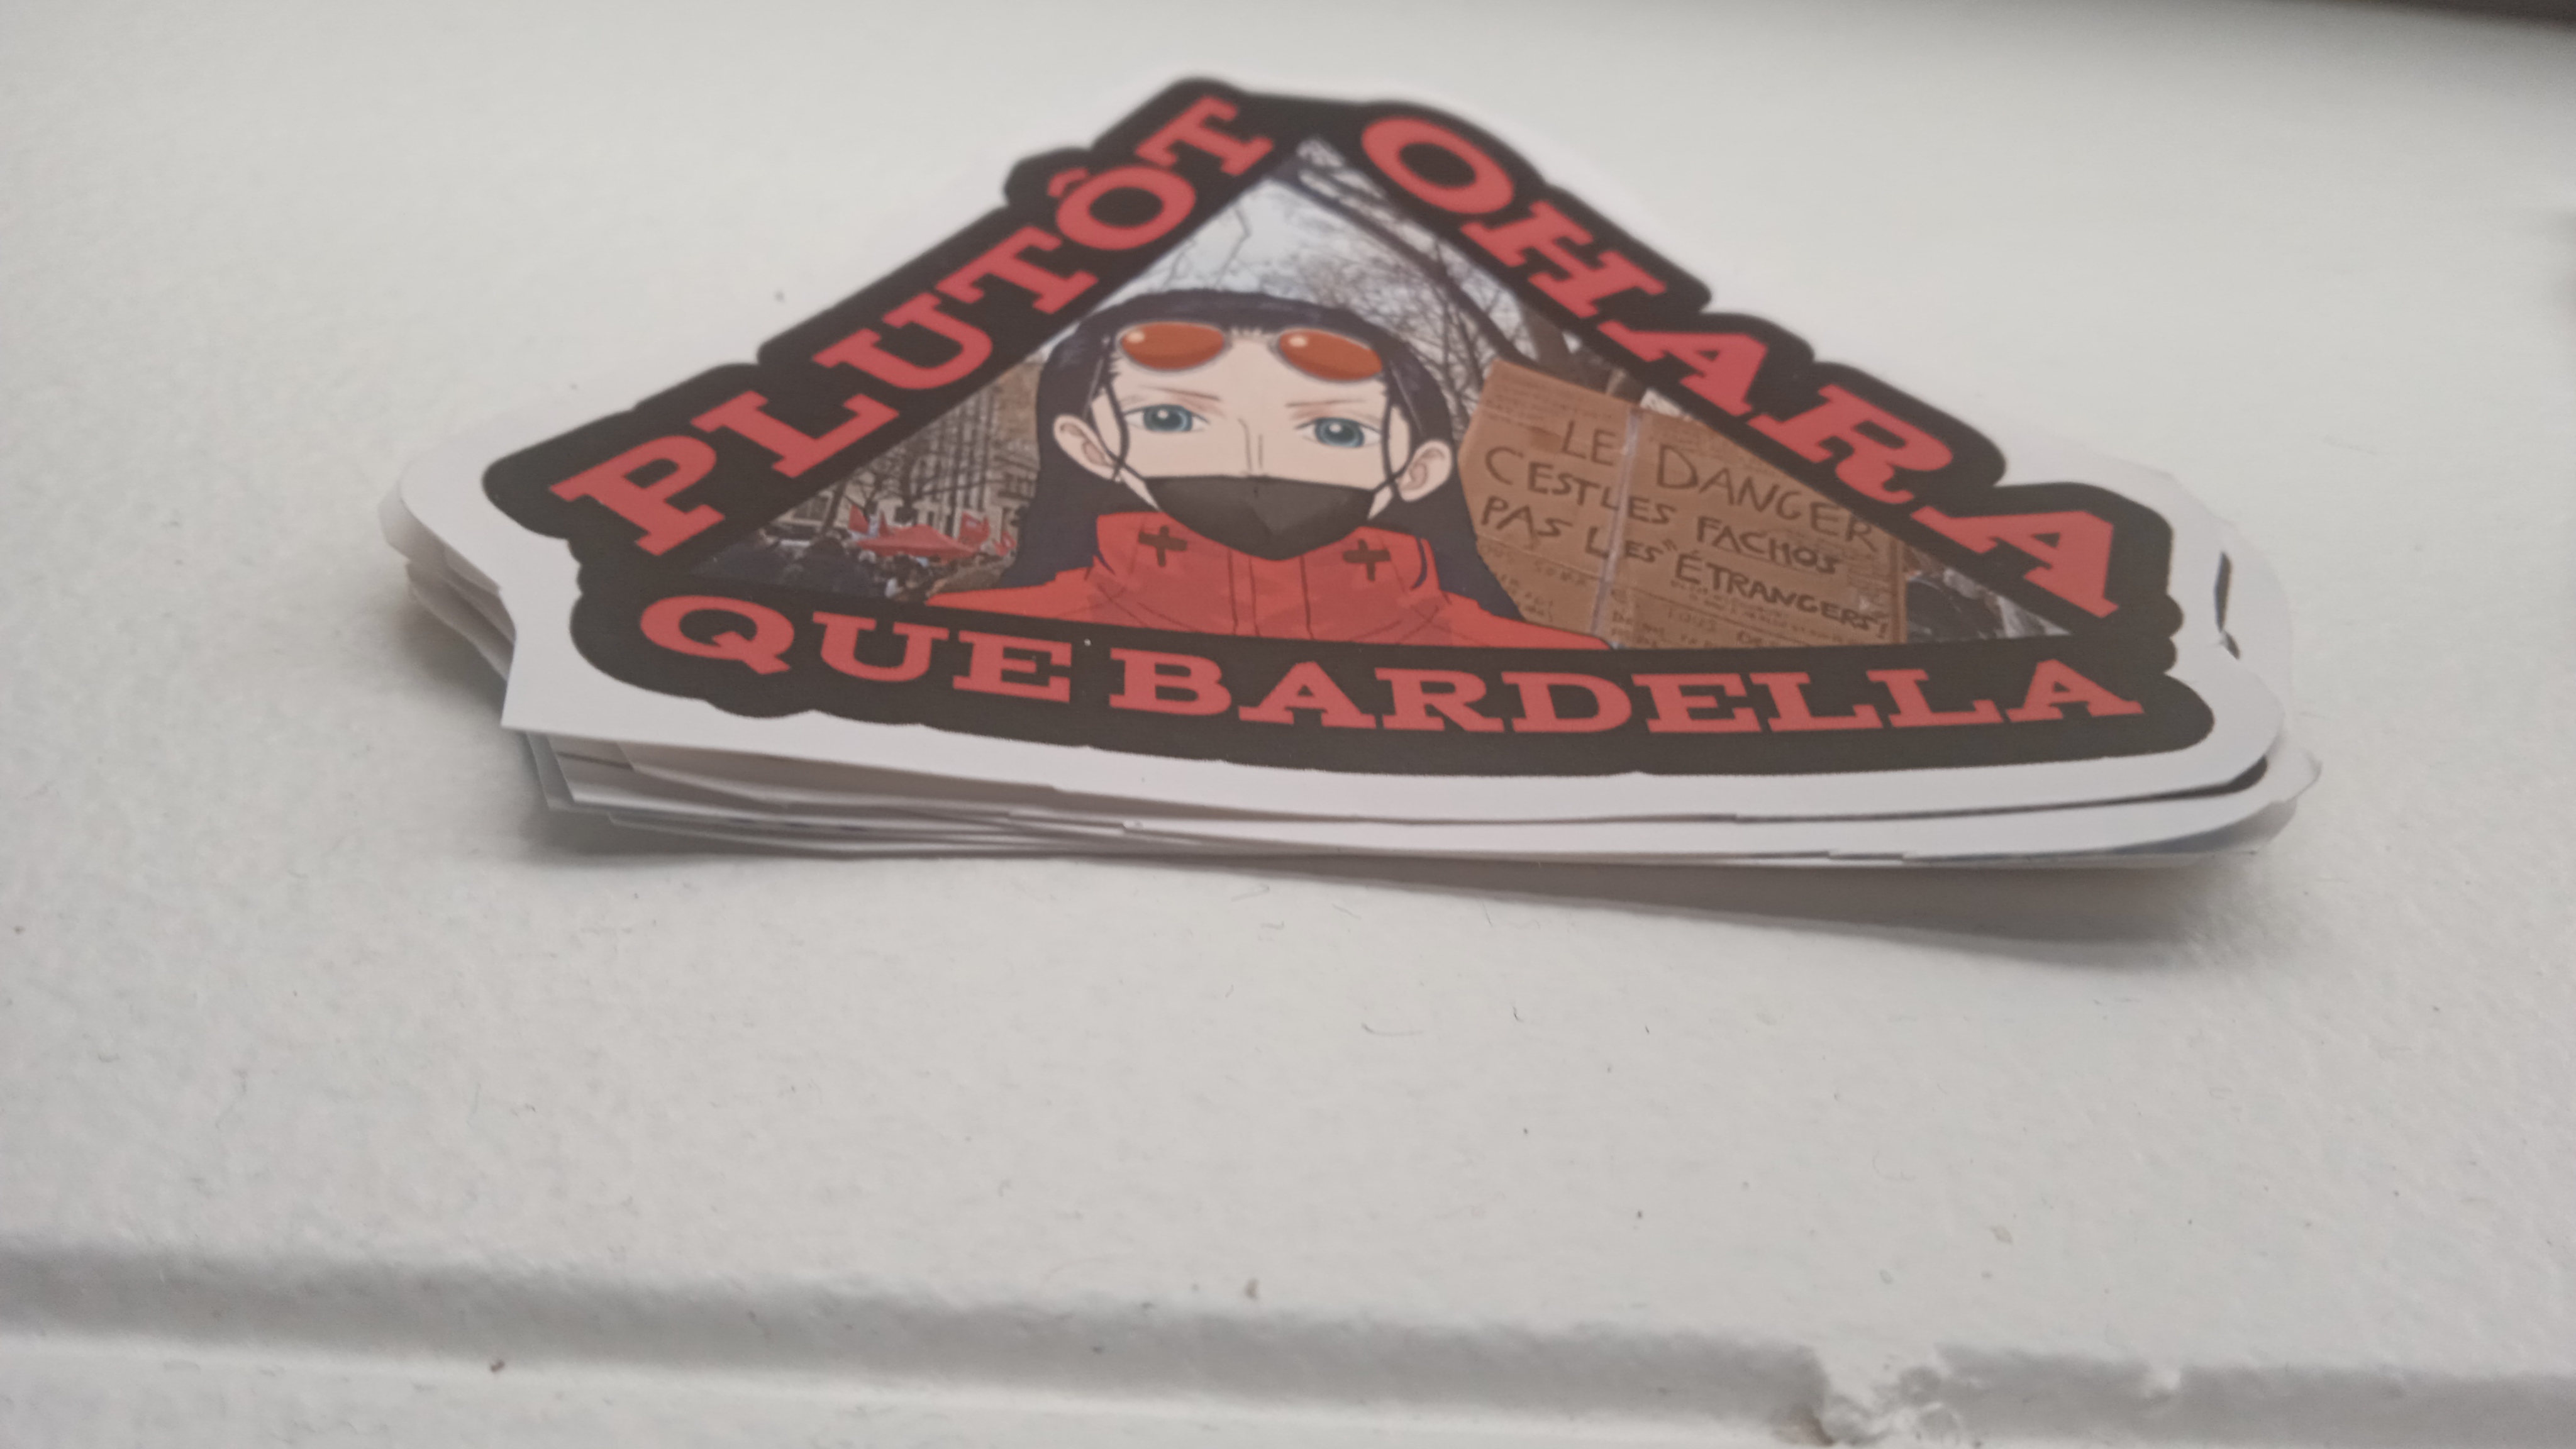 PLUTÔT
OHARA
LE DANGER
C'EST LES FACHOS
PAS LES "ÉTRANGERS"!
QUE BARDELLA